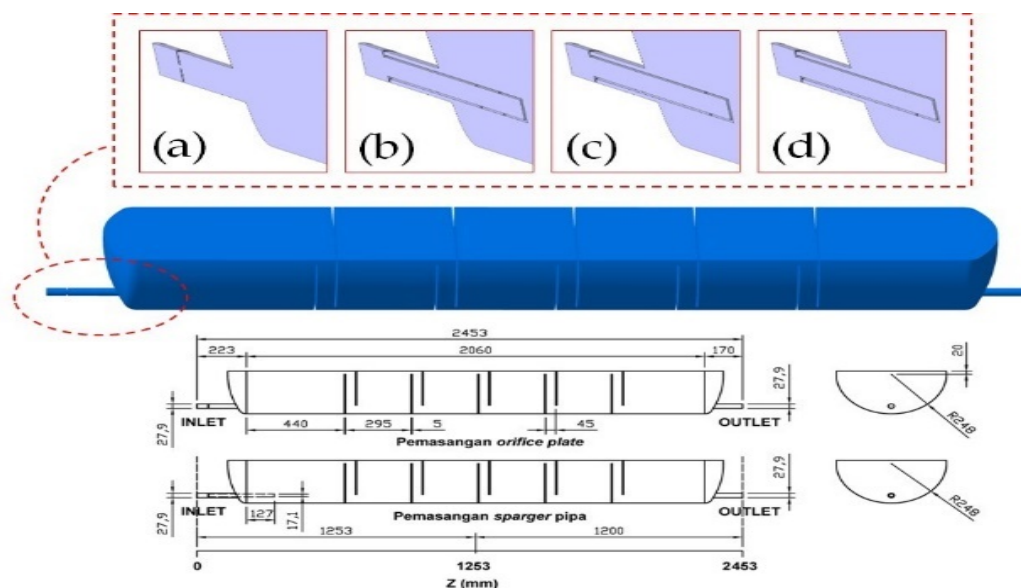 (a) (b) (c) (d)
2453
223 2060 170
20
27,9
27,9
INLET
OUTLET
R248
440 295 5 45
Pemasangan orifice plate
27,9
27,9
INLET
OUTLET
R248
127
17,1
Pemasangan sparger pipa
1253 1200
0 1253 2453
Z (mm)